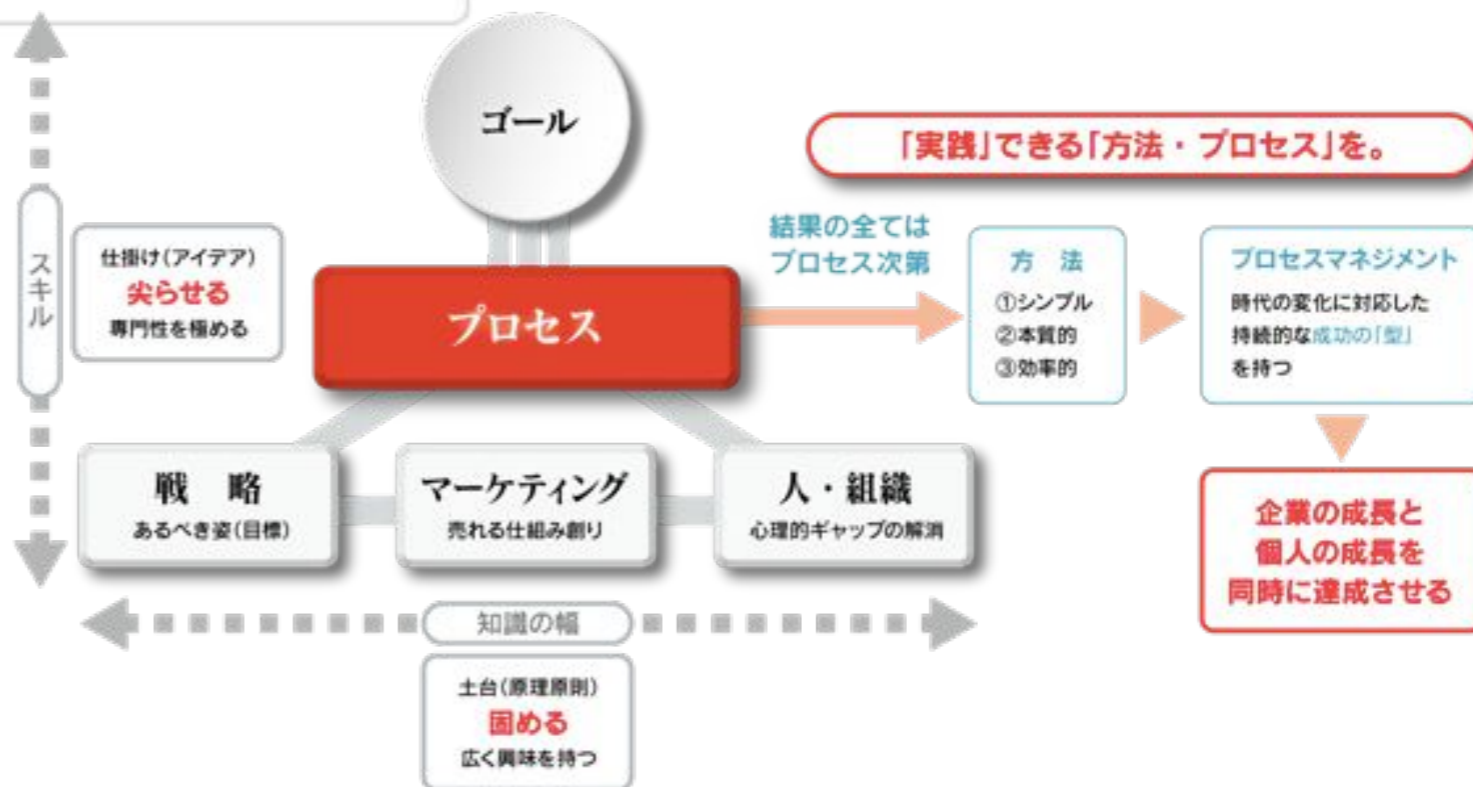 ゴール
「実践」できる「方法・プロセス」を。
スキル
仕掛け(アイデア)
尖らせる
専門性を極める
プロセス
結果の全ては
プロセス次第
方 法
①シンプル
②本質的
③効率的
プロセスマネジメント
時代の変化に対応した
持続的な成功の「型」
を持つ
戦 略
あるべき姿(目標)
マーケティング
売れる仕組み創り
人・組織
心理的ギャップの解消
企業の成長と
個人の成長を
同時に達成させる
知識の幅
土台(原理原則)
固める
広く興味を持つ